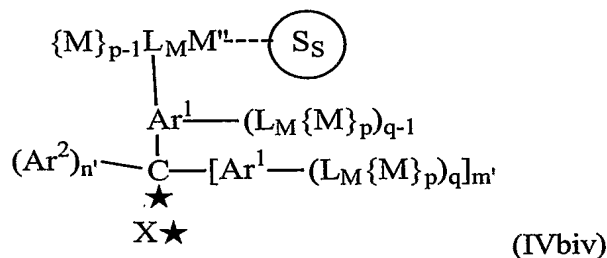 {M}p-1LMM"----SS
Ar¹—(LM{M}p)q-1
(Ar²)n'—C—[Ar¹—(LM{M}p)q]m'
★
X★
(IVbiv)